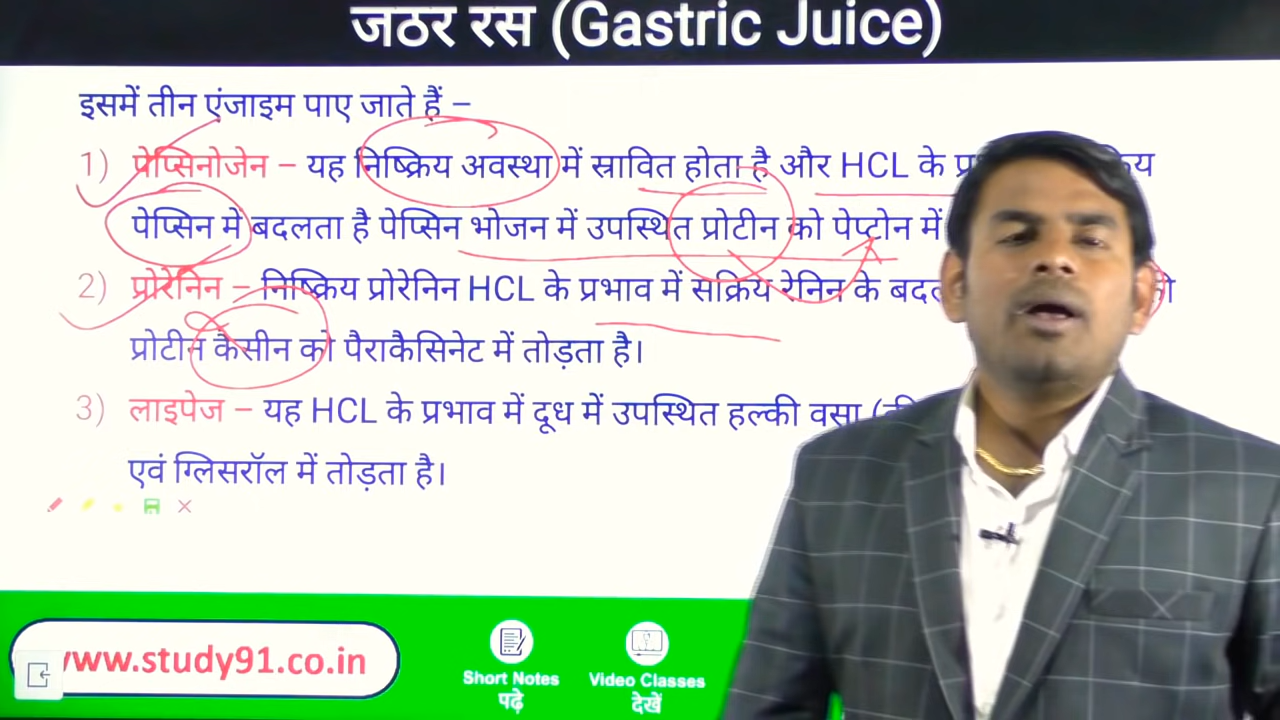 जठर रस (Gastric Juice)
इसमें तीन एंजाइम पाए जाते हैं –
1) पेप्सिनोजेन – यह निष्क्रिय अवस्था में स्रावित होता है और HCL के
पेप्सिन में बदलता है पेप्सिन भोजन में उपस्थित प्रोटीन को पेप्टोन में
2) प्रोरेनिन – निष्क्रिय प्रोरेनिन HCL के प्रभाव में सक्रिय रेनिन के
प्रोटीन कैसीन को पैराकैसिनेट में तोड़ता है।
3) लाइपेज – यह HCL के प्रभाव में दूध में उपस्थित हल्की वसा
एवं ग्लिसरॉल में तोड़ता है।
www.study91.co.in
Short Notes
पढ़े
Video Classes
देखें